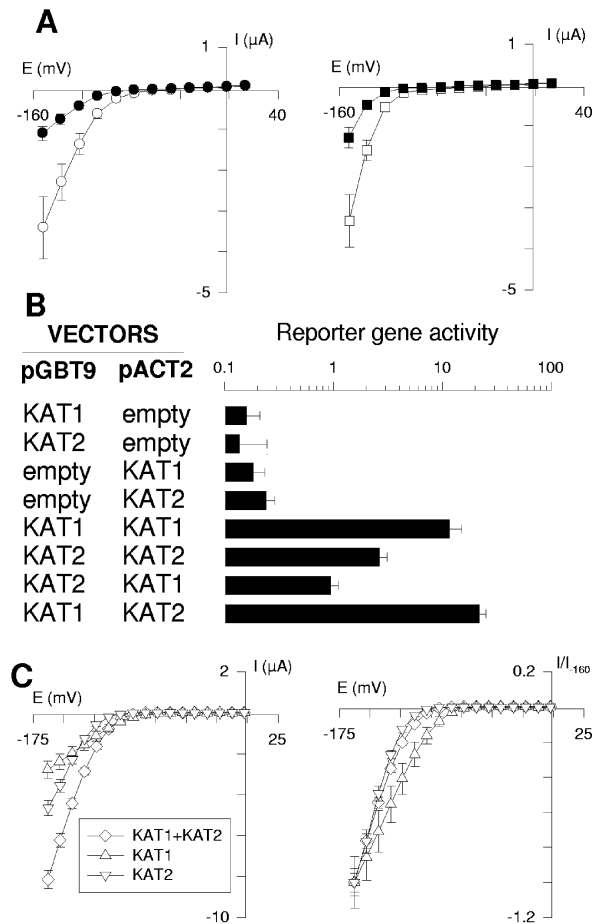 A
1
I (µA)
E (mV)
-160
40
-5
1
I (µA)
E (mV)
-160
40
-5
B
VECTORS
Reporter gene activity
pGBT9 pACT2
0.1 1 10 100
KAT1 empty
KAT2 empty
empty KAT1
empty KAT2
KAT1 KAT1
KAT2 KAT2
KAT2 KAT1
KAT1 KAT2
C
2
I (µA)
E (mV)
-175
25
KAT1+KAT2
KAT1
KAT2
-10
0.2
I/I-160
E (mV)
-175
25
-1.2